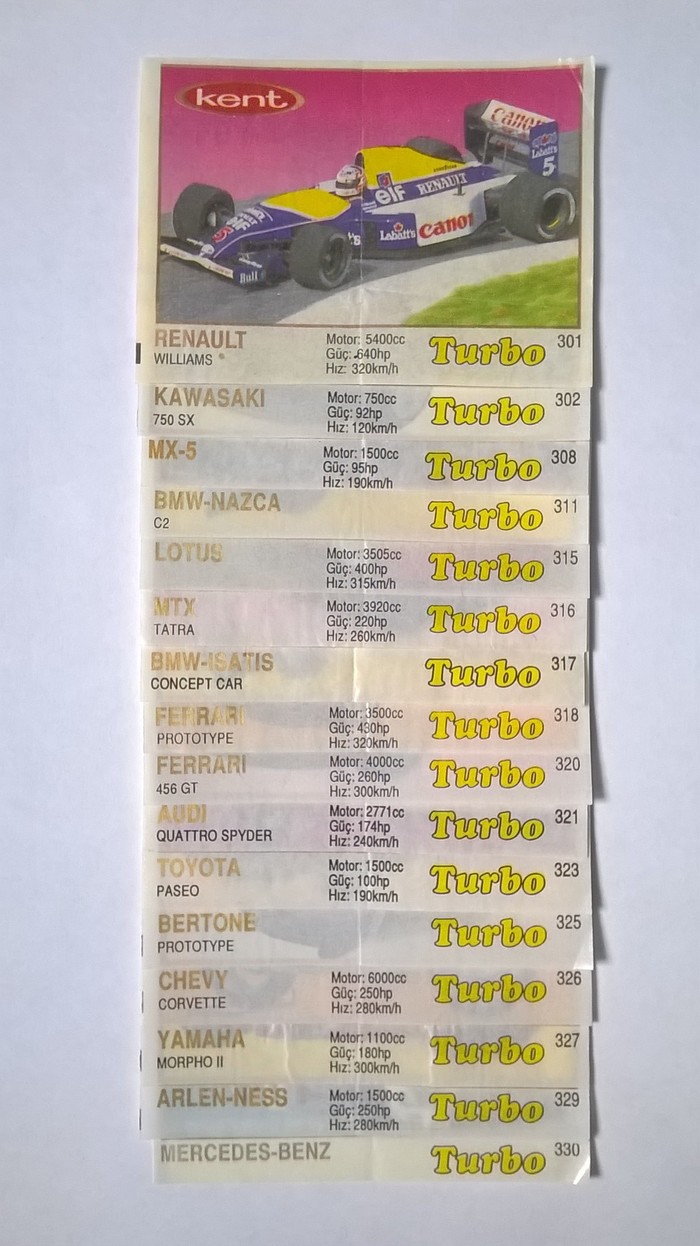 kent
Canon
Canon
Labatt's
5
elf
RENAULT
Labatt's
Canon
elf
5
Bull
RENAULT
WILLIAMS
Motor: 5400cc
Güç: 640hp
Hız: 320km/h
Turbo
301
KAWASAKI
750 SX
Motor: 750cc
Güç: 92hp
Hız: 120km/h
Turbo
302
MX-5
Motor: 1500cc
Güç: 95hp
Hız: 190km/h
Turbo
308
BMW-NAZCA
C2
Turbo
311
LOTUS
Motor: 3505cc
Güç: 400hp
Hız: 315km/h
Turbo
315
MTX
TATRA
Motor: 3920cc
Güç: 220hp
Hız: 260km/h
Turbo
316
BMW-ISATIS
CONCEPT CAR
Turbo
317
FERRARI
PROTOTYPE
Motor: 3500cc
Güç: 430hp
Hız: 320km/h
Turbo
318
FERRARI
456 GT
Motor: 4000cc
Güç: 260hp
Hız: 300km/h
Turbo
320
AUDI
QUATTRO SPYDER
Motor: 2771cc
Güç: 174hp
Hız: 240km/h
Turbo
321
TOYOTA
PASEO
Motor: 1500cc
Güç: 100hp
Hız: 190km/h
Turbo
323
BERTONE
PROTOTYPE
Turbo
325
CHEVY
CORVETTE
Motor: 6000cc
Güç: 250hp
Hız: 280km/h
Turbo
326
YAMAHA
MORPHO II
Motor: 1100cc
Güç: 180hp
Hız: 300km/h
Turbo
327
ARLEN-NESS
Motor: 1500cc
Güç: 250hp
Hız: 280km/h
Turbo
329
MERCEDES-BENZ
Turbo
330